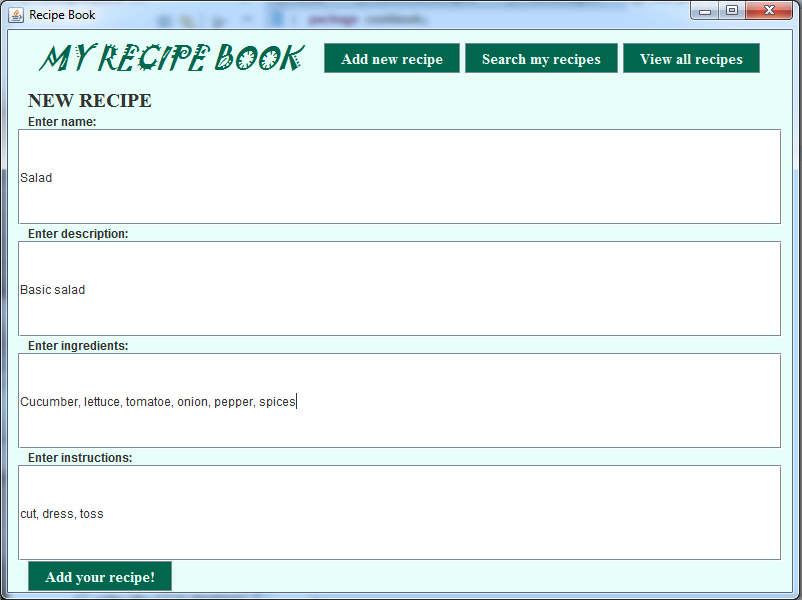 Recipe Book
MY RECIPE BOOK
Add new recipe
Search my recipes
View all recipes
NEW RECIPE
Enter name:
Salad
Enter description:
Basic salad
Enter ingredients:
Cucumber, lettuce, tomatoe, onion, pepper, spices
Enter instructions:
cut, dress, toss
Add your recipe!